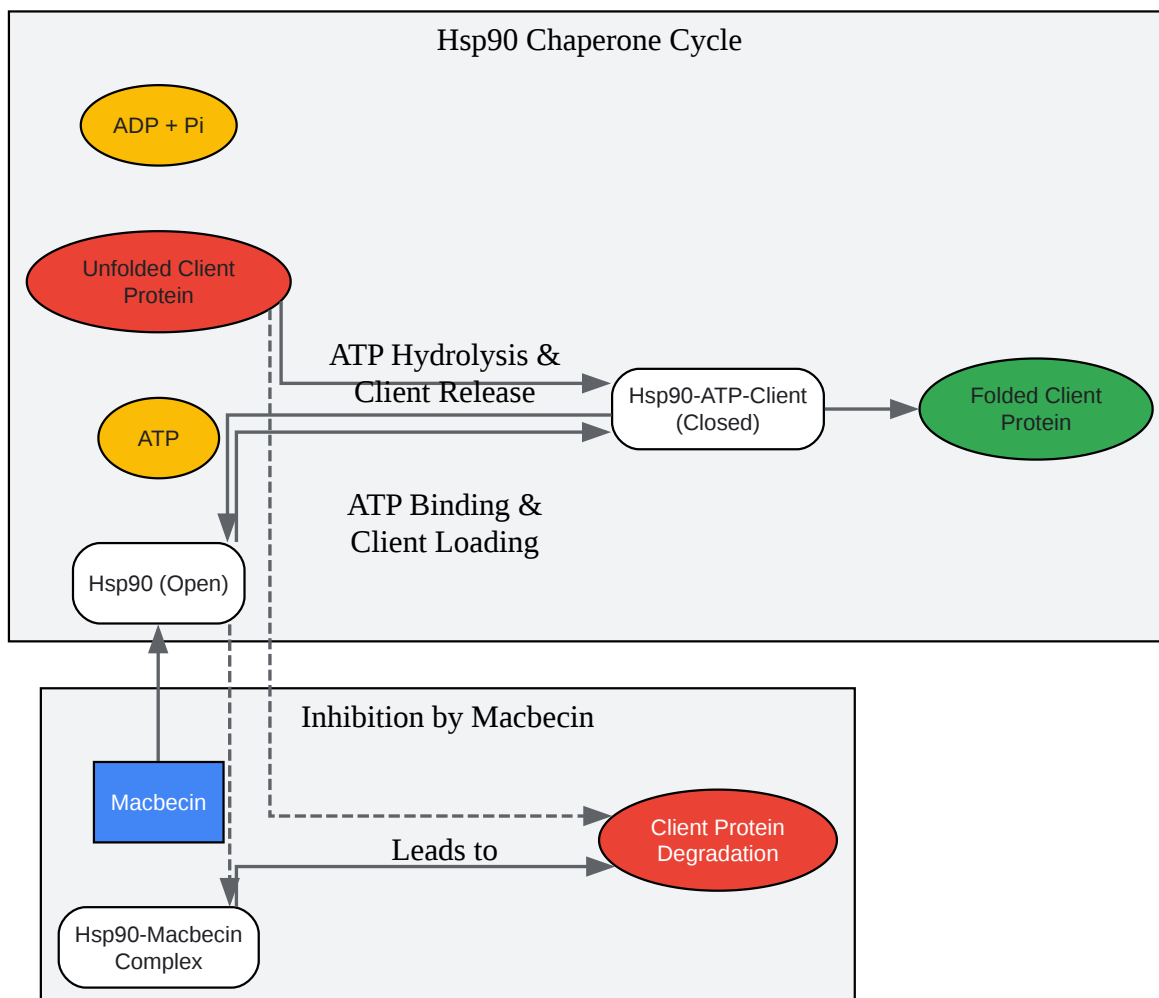 Hsp90 Chaperone Cycle
ADP + Pi
Unfolded Client
Protein
ATP Hydrolysis &
Client Release
Hsp90-ATP-Client
(Closed)
Folded Client
Protein
ATP
ATP Binding &
Client Loading
Hsp90 (Open)
Inhibition by Macbecin
Macbecin
Client Protein
Degradation
Leads to
Hsp90-Macbecin
Complex